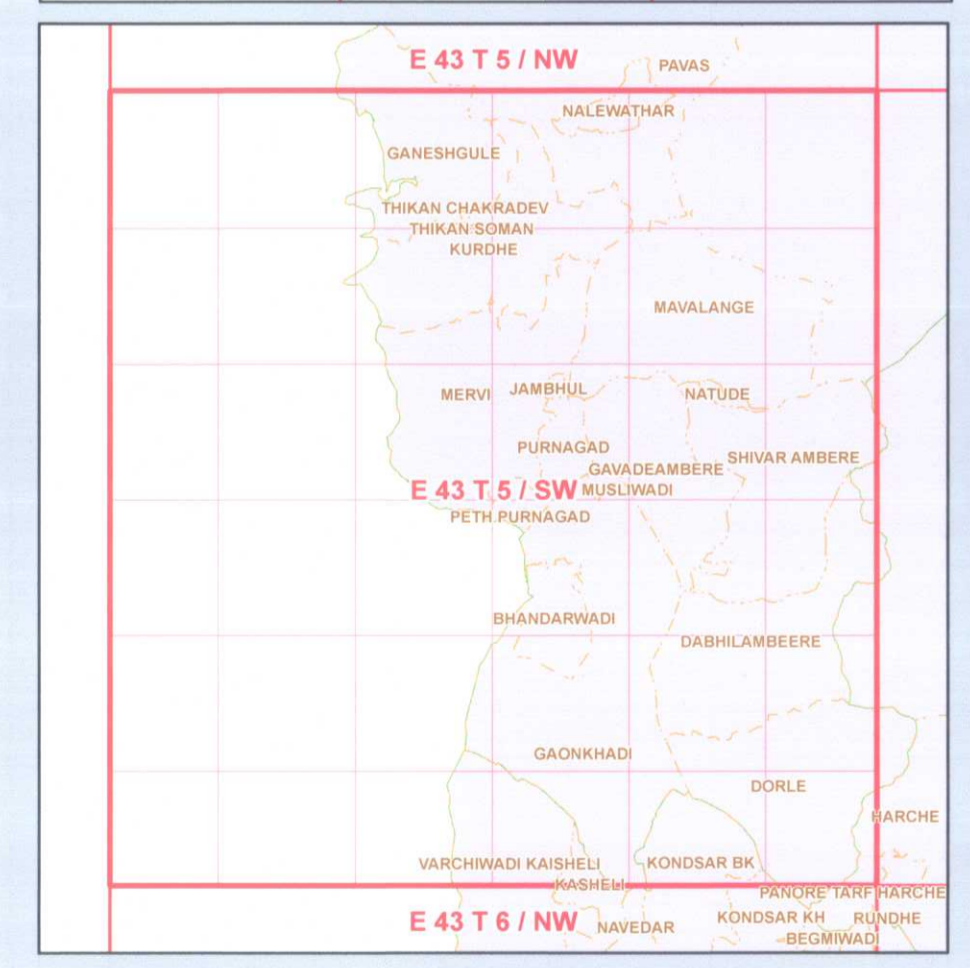 E 43 T 5 / NW
PAVAS
NALEWATHAR
GANESHGULE
THIKAN CHAKRADEV
THIKAN SOMAN
KURDHE
MAVALANGE
MERVI
JAMBHUL
NATUDE
PURNAGAD
SHIVAR AMBERE
GAVADEAMBERE
E 43 T 5 / SW
MUSLIWADI
PETH PURNAGAD
BHANDARWADI
DABHILAMBEERE
GAONKHADI
DORLE
HARCHE
VARCHIWADI KAISHELI
KONDSAR BK
KASHELI
PANORE TARF HARCHE
E 43 T 6 / NW
NAVEDAR
KONDSAR KH
RUNDHE
BEGMIWADI